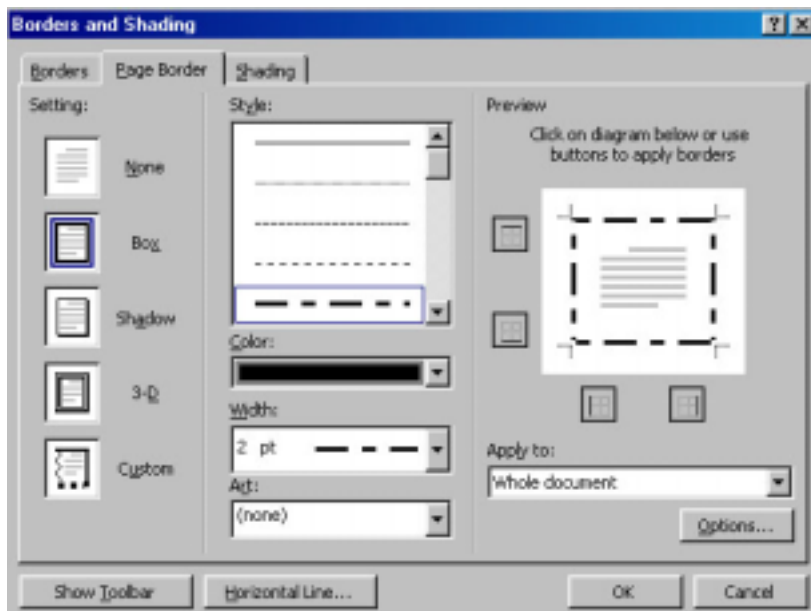 Borders and Shading
Borders
Page Border
Shading
Setting:
None
Box
Shadow
3-D
Custom
Style:
Color:
Width:
2 pt
Art:
(none)
Preview
Click on diagram below or use
buttons to apply borders
Apply to:
Whole document
Options...
Show Toolbar
Horizontal Line...
OK
Cancel